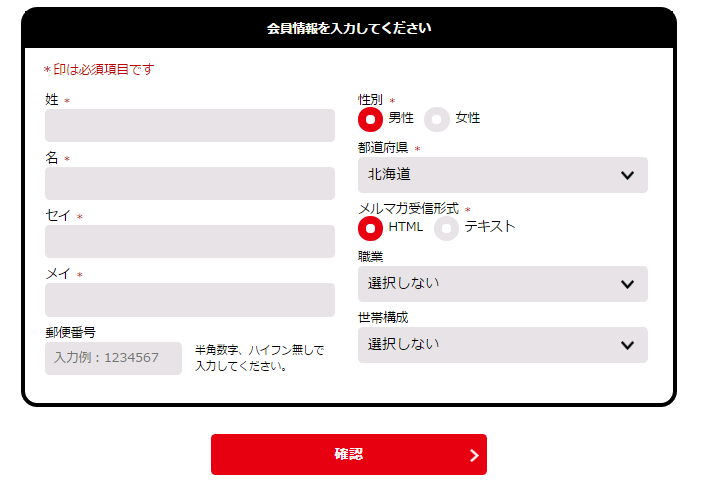 会員情報を入力してください
＊印は必須項目です
姓 *
名 *
セイ *
メイ *
郵便番号
入力例：1234567
半角数字、ハイフン無しで
入力してください。
性別 *
男性 女性
都道府県 *
北海道
メルマガ受信形式 *
HTML テキスト
職業
選択しない
世帯構成
選択しない
確認